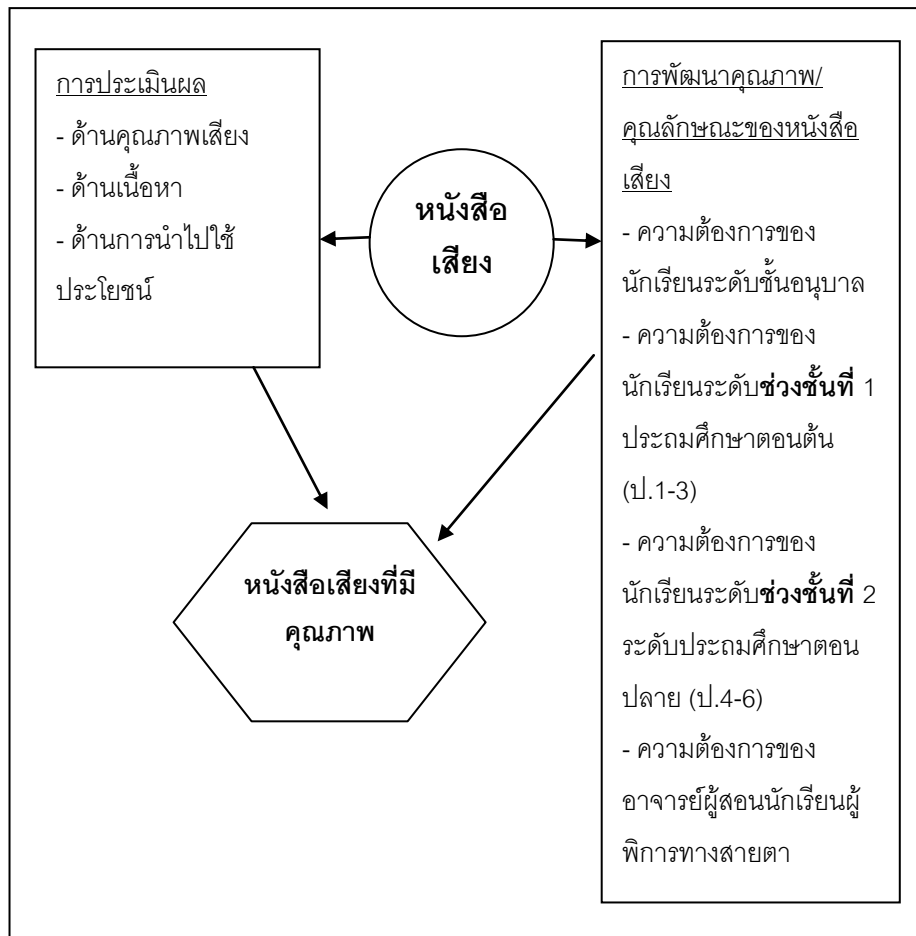 การประเมินผล
- ด้านคุณภาพเสียง
- ด้านเนื้อหา
- ด้านการนำไปใช้
ประโยชน์
หนังสือ
เสียง
การพัฒนาคุณภาพ/
คุณลักษณะของหนังสือ
เสียง
- ความต้องการของ
นักเรียนระดับชั้นอนุบาล
- ความต้องการของ
นักเรียนระดับช่วงชั้นที่ 1
ประถมศึกษาตอนต้น
(ป.1-3)
- ความต้องการของ
นักเรียนระดับช่วงชั้นที่ 2
ระดับประถมศึกษาตอน
ปลาย (ป.4-6)
- ความต้องการของ
อาจารย์ผู้สอนนักเรียนผู้
พิการทางสายตา
หนังสือเสียงที่มี
คุณภาพ